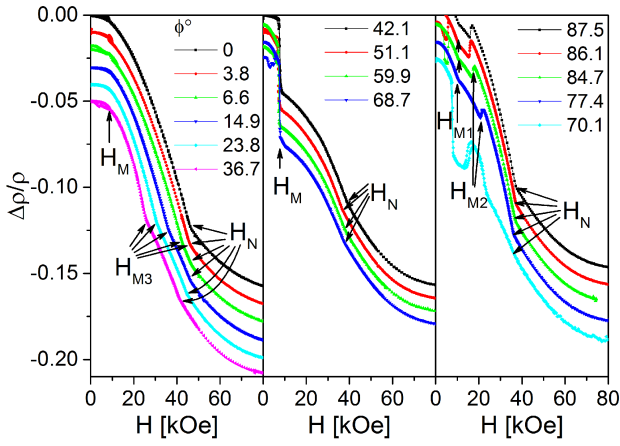 0.00
-0.05
-0.10
-0.15
-0.20
Δρ/ρ
φ°
0
3.8
6.6
14.9
23.8
36.7
H_M
H_M3
H_N
0 20 40 60 80
H [kOe]
42.1
51.1
59.9
68.7
H_M
H_N
0 20 40 60
H [kOe]
87.5
86.1
84.7
77.4
70.1
H_M1
H_M2
H_N
0 20 40 60 80
H [kOe]